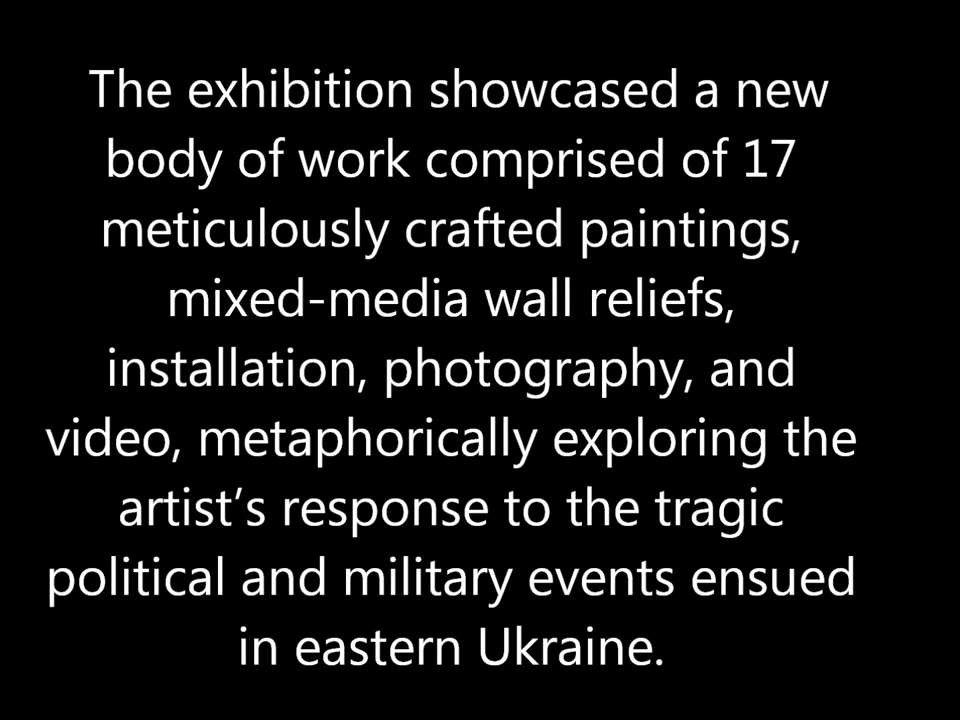 The exhibition showcased a new
body of work comprised of 17
meticulously crafted paintings,
mixed-media wall reliefs,
installation, photography, and
video, metaphorically exploring the
artist’s response to the tragic
political and military events ensued
in eastern Ukraine.